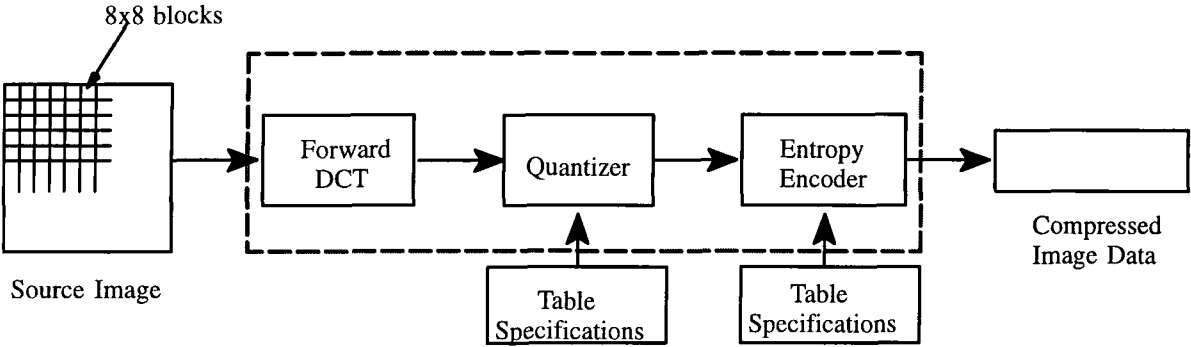 8x8 blocks
Forward
DCT
Quantizer
Entropy
Encoder
Source Image
Table
Specifications
Table
Specifications
Compressed
Image Data